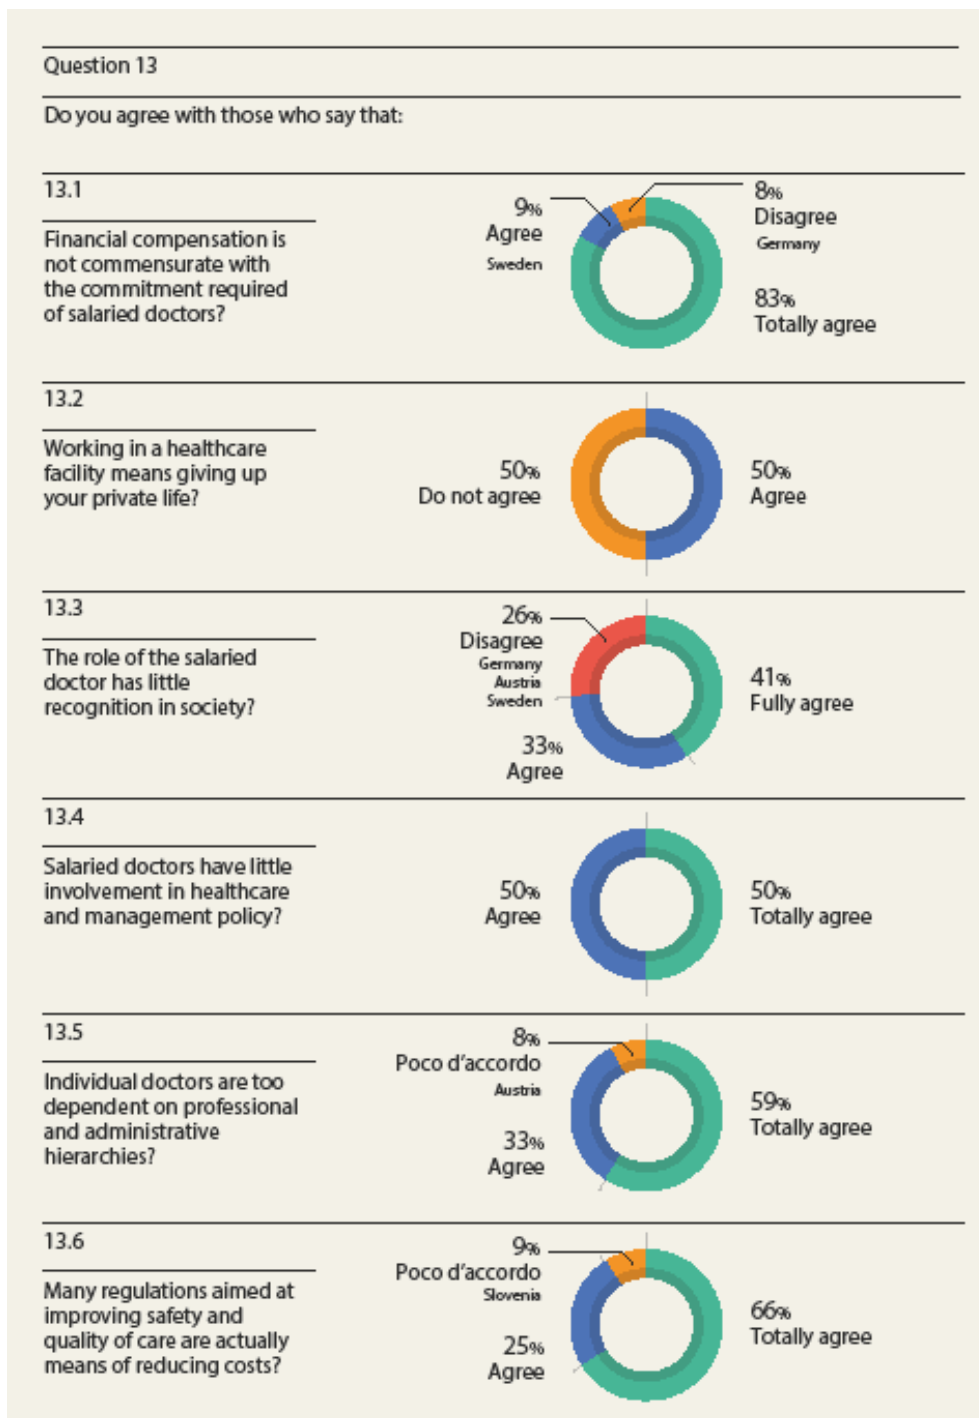 Question 13
Do you agree with those who say that:
13.1
Financial compensation is
not commensurate with
the commitment required
of salaried doctors?
9%
Agree
Sweden
8%
Disagree
Germany
83%
Totally agree
13.2
Working in a healthcare
facility means giving up
your private life?
50%
Do not agree
50%
Agree
13.3
The role of the salaried
doctor has little
recognition in society?
26%
Disagree
Germany
Austria
Sweden
33%
Agree
41%
Fully agree
13.4
Salaried doctors have little
involvement in healthcare
and management policy?
50%
Agree
50%
Totally agree
13.5
Individual doctors are too
dependent on professional
and administrative
hierarchies?
8%
Poco d'accordo
Austria
33%
Agree
59%
Totally agree
13.6
Many regulations aimed at
improving safety and
quality of care are actually
means of reducing costs?
9%
Poco d'accordo
Slovenia
25%
Agree
66%
Totally agree